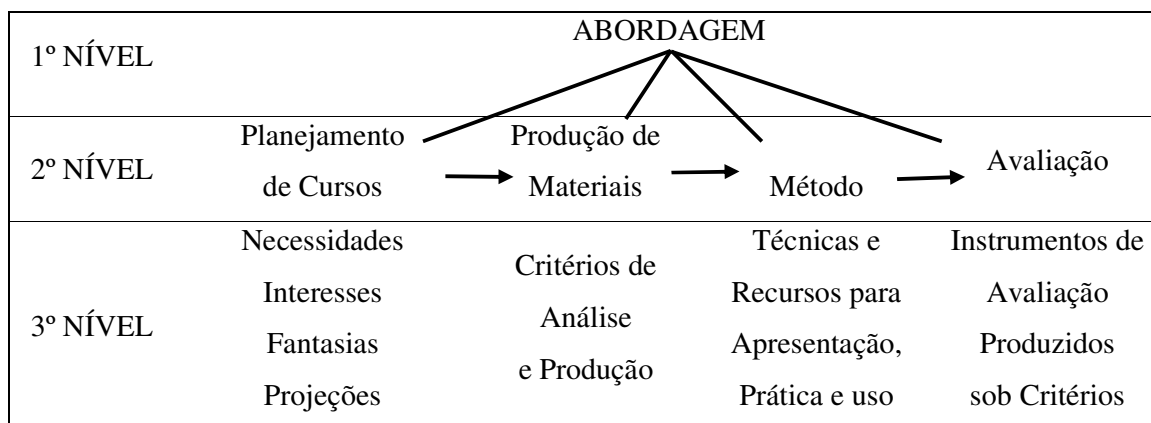 1º NÍVEL
ABORDAGEM
2º NÍVEL
Planejamento
de Cursos
Produção de
Materiais
Método
Avaliação
3º NÍVEL
Necessidades
Interesses
Fantasias
Projeções
Critérios de
Análise
e Produção
Técnicas e
Recursos para
Apresentação,
Prática e uso
Instrumentos de
Avaliação
Produzidos
sob Critérios